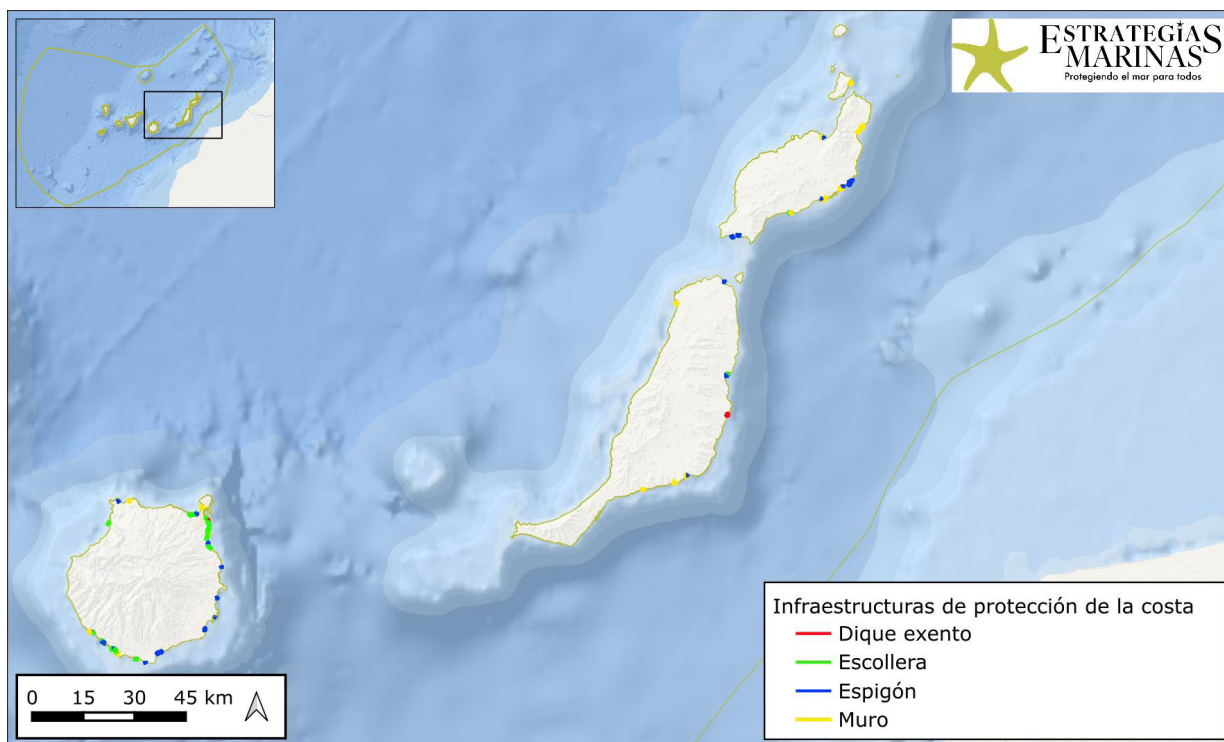 ESTRATEGIAS
MARINAS
Protegiendo el mar para todos
Infraestructuras de protección de la costa
Dique exento
Escollera
Espigón
Muro
0 15 30 45 km